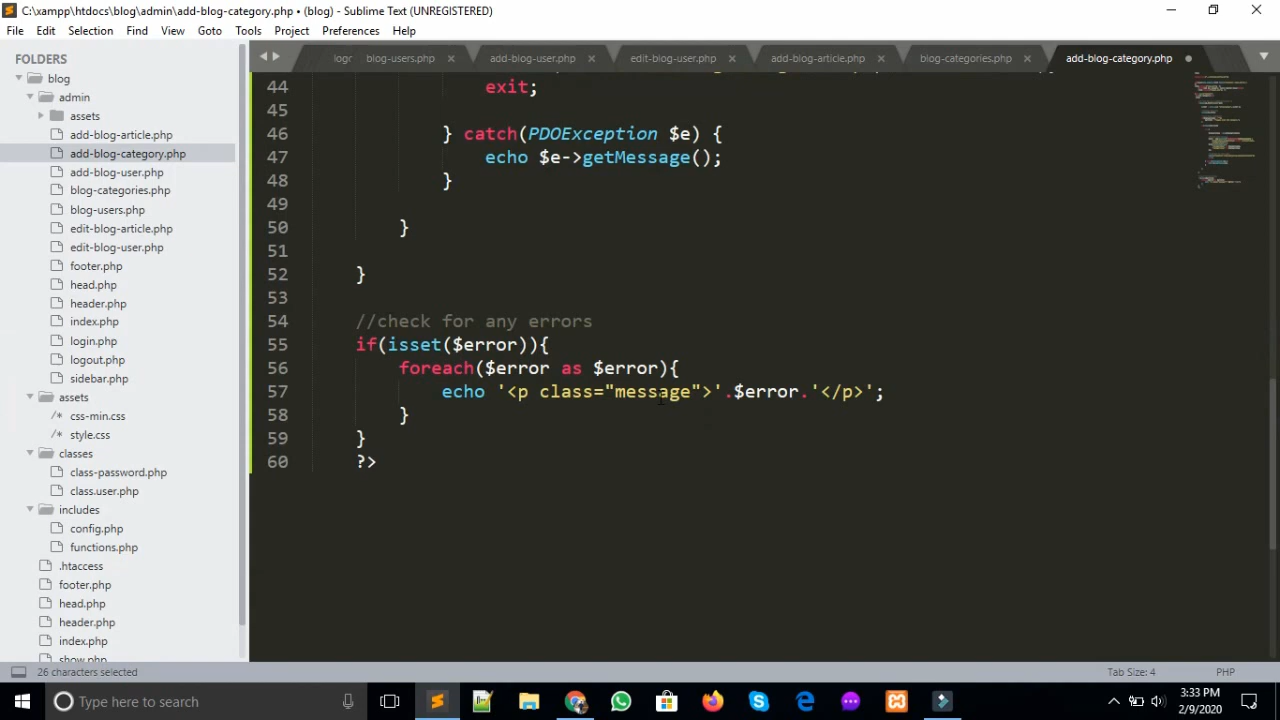 C:\xampp\htdocs\blog\admin\add-blog-category.php • (blog) - Sublime Text (UNREGISTERED)
File Edit Selection Find View Goto Tools Project Preferences Help
FOLDERS
blog
admin
assets
add-blog-article.php
add-blog-category.php
add-blog-user.php
blog-categories.php
blog-users.php
edit-blog-article.php
edit-blog-user.php
footer.php
head.php
header.php
index.php
login.php
logout.php
sidebar.php
assets
css-min.css
style.css
classes
class-password.php
class.user.php
includes
config.php
functions.php
.htaccess
footer.php
head.php
header.php
index.php
show.php
logr blog-users.php add-blog-user.php edit-blog-user.php add-blog-article.php blog-categories.php add-blog-category.php
44 exit;
45
46 } catch(PDOException $e) {
47 echo $e->getMessage();
48 }
49
50 }
51
52 }
53
54 //check for any errors
55 if(isset($error)){
56 foreach($error as $error){
57 echo '<p class="message">'.$error.'</p>';
58 }
59 }
60 ?>
26 characters selected Tab Size: 4 PHP
Type here to search
3:33 PM
2/9/2020